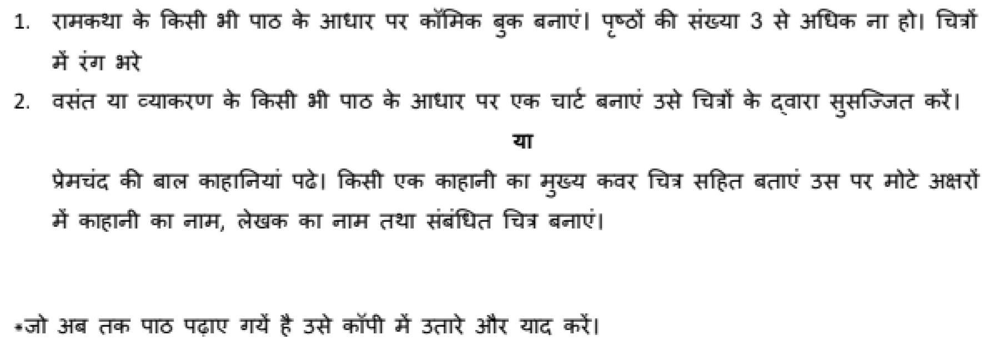 1. रामकथा के किसी भी पाठ के आधार पर कॉमिक बुक बनाएं। पृष्ठों की संख्या 3 से अधिक ना हो। चित्रों
में रंग भरे
2. वसंत या व्याकरण के किसी भी पाठ के आधार पर एक चार्ट बनाएं उसे चित्रों के द्वारा सुसज्जित करें।
या
प्रेमचंद की बाल काहानियां पढे। किसी एक काहानी का मुख्य कवर चित्र सहित बताएं उस पर मोटे अक्षरों
में काहानी का नाम, लेखक का नाम तथा संबंधित चित्र बनाएं।
*जो अब तक पाठ पढ़ाए गयें है उसे कॉपी में उतारे और याद करें।